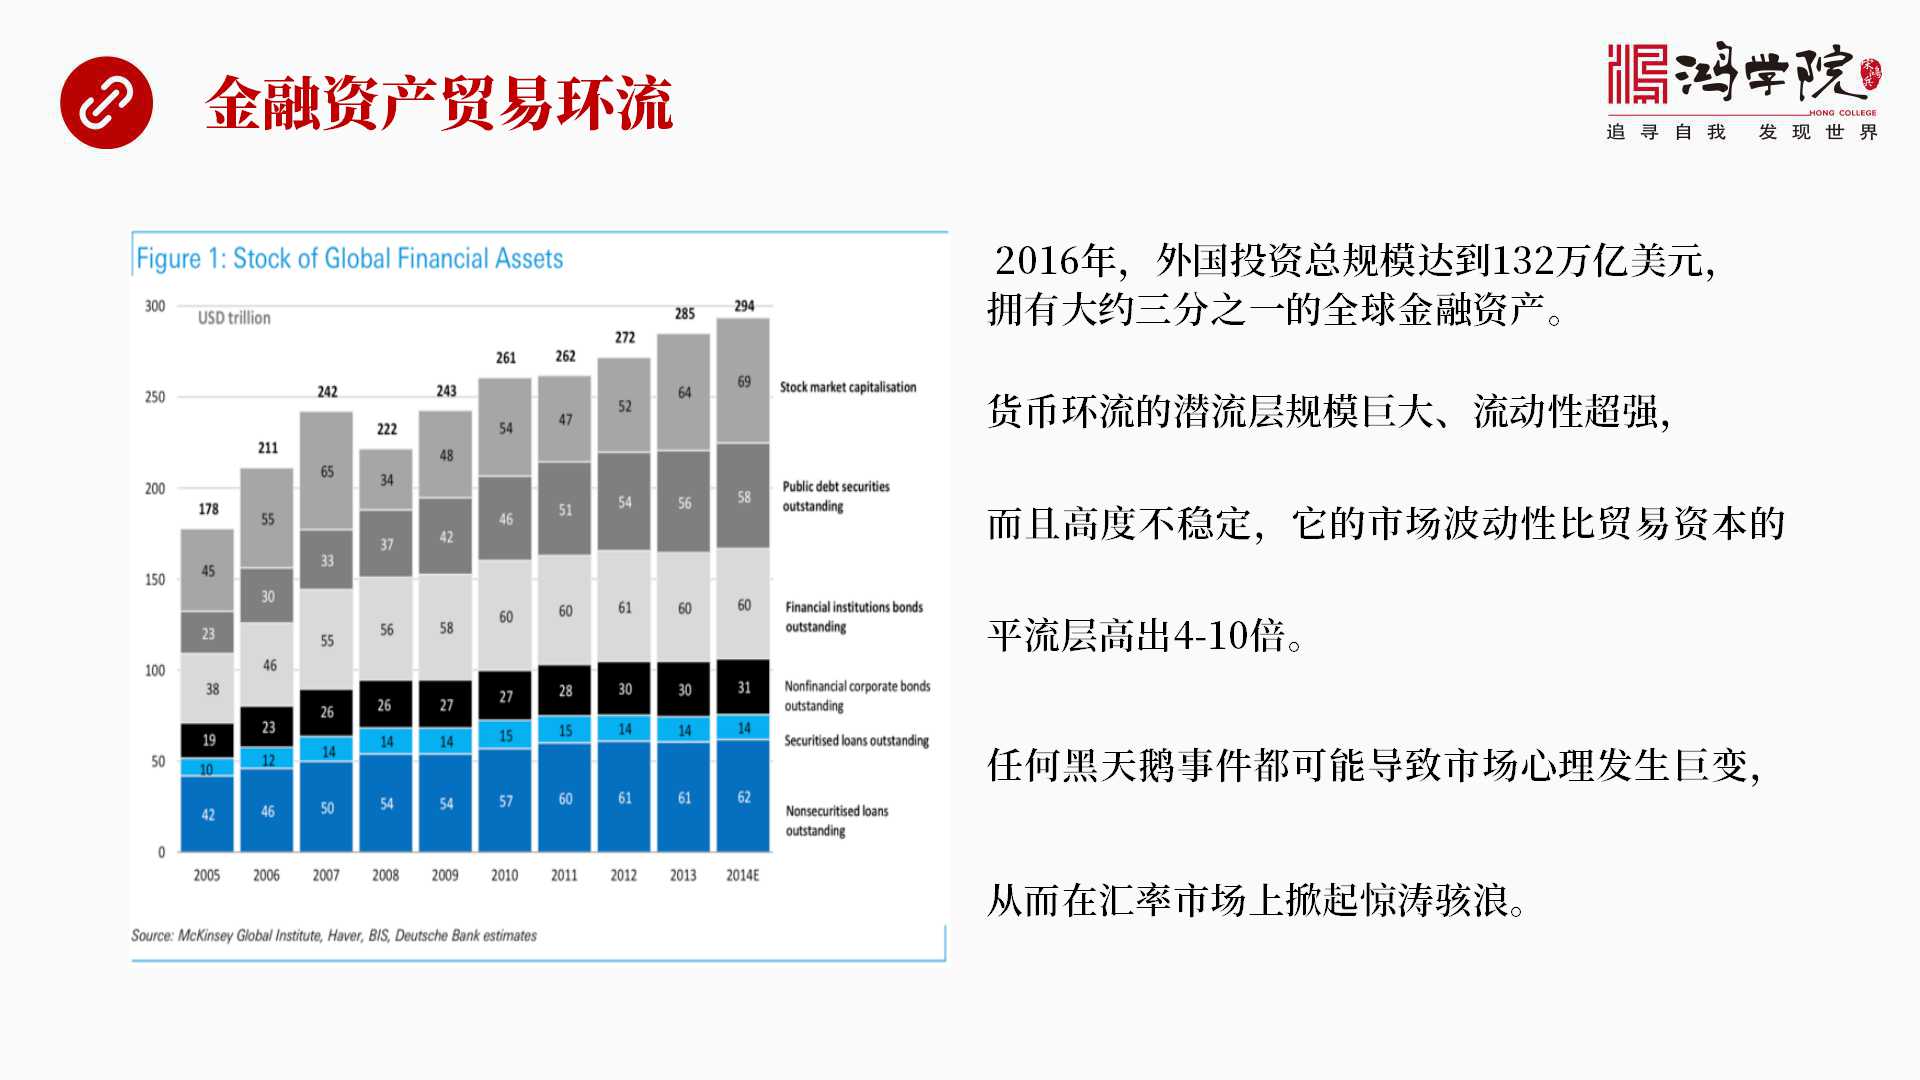 金融资产贸易环流
鸿学院
宋鸿兵
HONG COLLEGE
追寻自我 发现世界
Figure 1: Stock of Global Financial Assets
USD trillion
300
250
200
150
100
50
0
178 211 242 222 243 261 262 272 285 294
45 55 65 34 48 54 47 52 64 69
23 30 33 37 42 46 51 54 56 58
38 46 55 56 58 60 60 61 60 60
19 23 26 26 27 27 28 30 30 31
10 12 14 14 14 15 15 14 14 14
42 46 50 54 54 57 60 61 61 62
2005 2006 2007 2008 2009 2010 2011 2012 2013 2014E
Stock market capitalisation
Public debt securities
outstanding
Financial institutions bonds
outstanding
Nonfinancial corporate bonds
outstanding
Securitised loans outstanding
Nonsecuritised loans
outstanding
Source: McKinsey Global Institute, Haver, BIS, Deutsche Bank estimates
2016年，外国投资总规模达到132万亿美元，
拥有大约三分之一的全球金融资产。
货币环流的潜流层规模巨大、流动性超强，
而且高度不稳定，它的市场波动性比贸易资本的
平流层高出4-10倍。
任何黑天鹅事件都可能导致市场心理发生巨变，
从而在汇率市场上掀起惊涛骇浪。